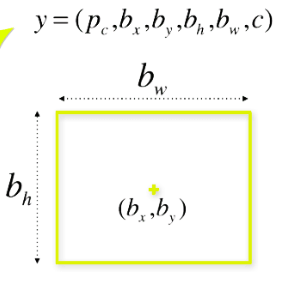 y = (p_c, b_x, b_y, b_h, b_w, c)
b_w
b_h
(b_x, b_y)